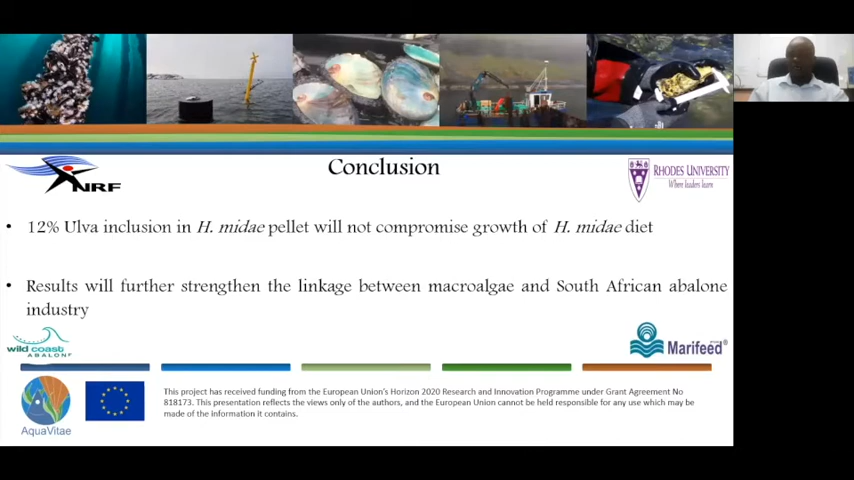 Conclusion
NRF
RHODES UNIVERSITY
Where leaders learn
• 12% Ulva inclusion in H. midae pellet will not compromise growth of H. midae diet
• Results will further strengthen the linkage between macroalgae and South African abalone
industry
wild coast
ABALONE
Marifeed®
This project has received funding from the European Union's Horizon 2020 Research and Innovation Programme under Grant Agreement No
818173. This presentation reflects the views only of the authors, and the European Union cannot be held responsible for any use which may be
made of the information it contains.
AquaVitae